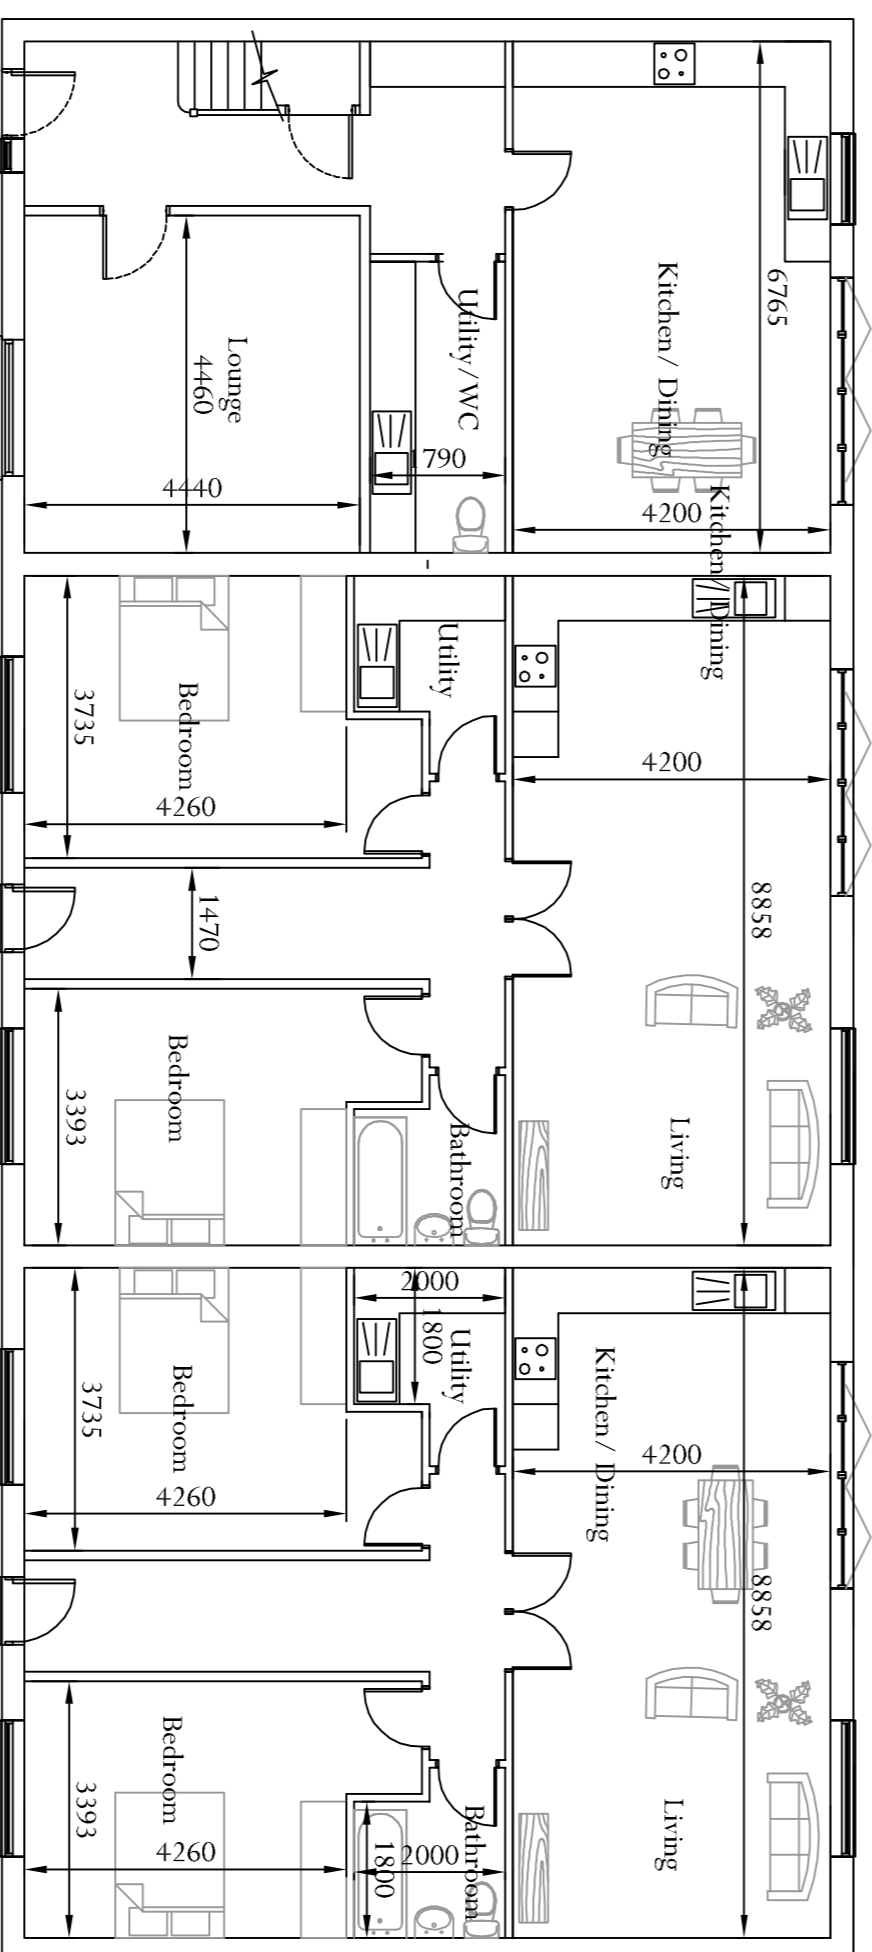 6765
Kitchen/ Dining
Utility/WC
Lounge
4460
1790
4440
4200
Kitchen/ Dining
Utility
Bedroom
3735
4200
4260
8858
1470
Bedroom
3393
Living
Bathroom
2000
1800
Utility
Kitchen/ Dining
Bedroom
3735
4200
4260
8858
Bedroom
3393
Living
Bathroom
4260
1800
2000